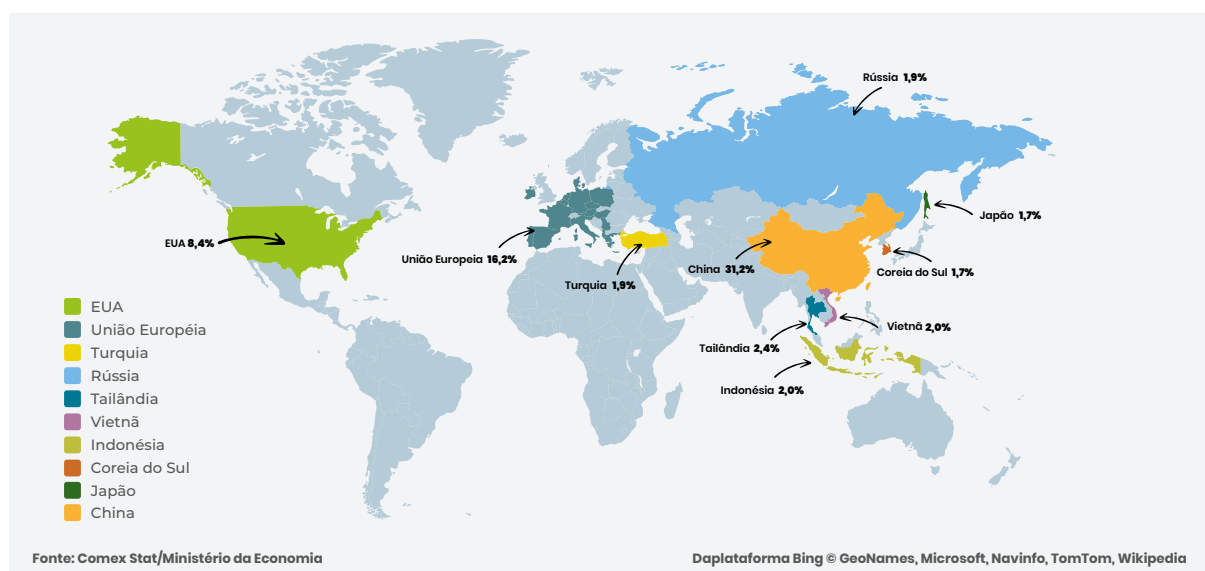 Rússia 1,9%
Japão 1,7%
EUA 8,4%
União Europeia 16,2%
China 31,2%
Coreia do Sul 1,7%
Turquia 1,9%
Vietnã 2,0%
Tailândia 2,4%
Indonésia 2,0%
EUA
União Européia
Turquia
Rússia
Tailândia
Vietnã
Indonésia
Coreia do Sul
Japão
China
Fonte: Comex Stat/Ministério da Economia
Daplataforma Bing © GeoNames, Microsoft, Navinfo, TomTom, Wikipedia